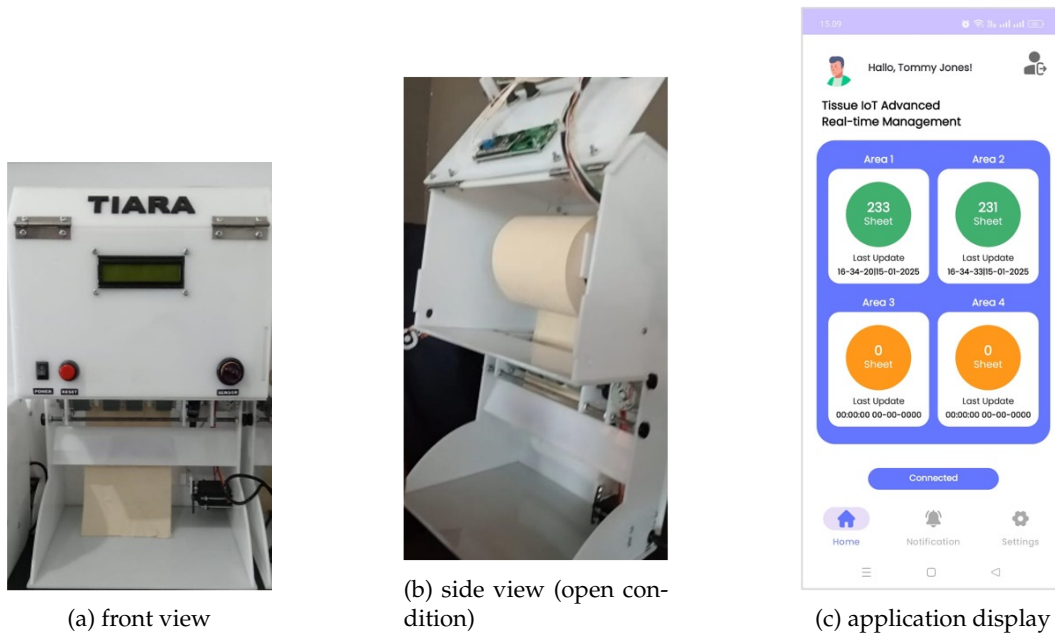 TIARA
POWER
RESET
SENSOR
(a) front view
(b) side view (open con-
dition)
15.09
Hallo, Tommy Jones!
Tissue IoT Advanced
Real-time Management
Area 1
Area 2
233
Sheet
231
Sheet
Last Update
16-34-20|15-01-2025
Last Update
16-34-33|15-01-2025
Area 3
Area 4
0
Sheet
0
Sheet
Last Update
00:00:00 00-00-0000
Last Update
00:00:00 00-00-0000
Connected
Home
Notification
Settings
(c) application display